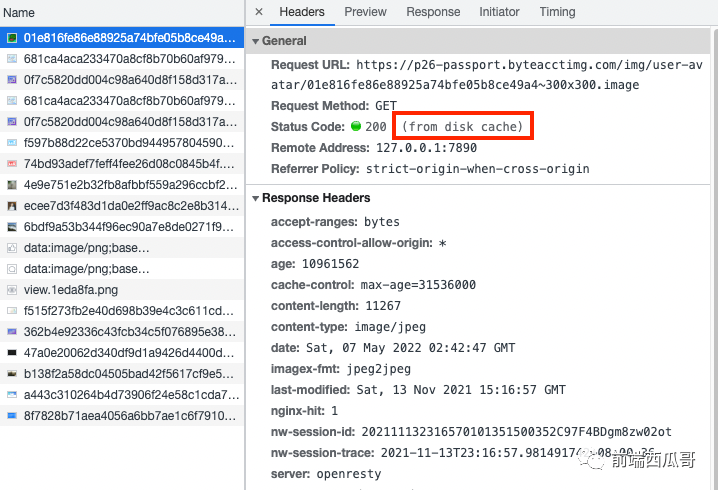 Name
01e816fe86e88925a74bfe05b8ce49a...
681ca4aca233470a8cf8b70b60af979...
0f7c5820dd004c98a640d8f158d317a...
681ca4aca233470a8cf8b70b60af979...
0f7c5820dd004c98a640d8f158d317a...
f597b88d22ce5370bd944957804590...
74bd93adef7feff4fee26d08c0845b4f...
4e9e751e2b32fb8afbbf559a296ccbf2...
ecee7d3f483d1da0e2ff9ac8c2e8b314...
6bdf9a53b344f96ec90a7e8de0271f9...
data:image/png;base...
data:image/png;base...
view.1eda8fa.png
f515f273fb2e40d698b39e4c3c611cd...
362b4e92336c43fcb34c5f076895e38...
47a0e20062d340df9d1a9426d4400d...
b138f2a58dc04505bad42f5617cf9e5...
a443c310264b4d73906f24e58c1cda7...
8f7828b71aea4056a6bb7ae1c6f7910...
× Headers Preview Response Initiator Timing
General
Request URL: https://p26-passport.byteacctimg.com/img/user-av
atar/01e816fe86e88925a74bfe05b8ce49a4~300x300.image
Request Method: GET
Status Code: 200 (from disk cache)
Remote Address: 127.0.0.1:7890
Referrer Policy: strict-origin-when-cross-origin
Response Headers
accept-ranges: bytes
access-control-allow-origin: *
age: 10961562
cache-control: max-age=31536000
content-length: 11267
content-type: image/jpeg
date: Sat, 07 May 2022 02:42:47 GMT
imagex-fmt: jpeg2jpeg
last-modified: Sat, 13 Nov 2021 15:16:57 GMT
nginx-hit: 1
nw-session-id: 202111132316570101351500352C97F4BDgm8zw02ot
nw-session-trace: 2021-11-13T23:16:57.98149174
server: openresty
前端西瓜哥